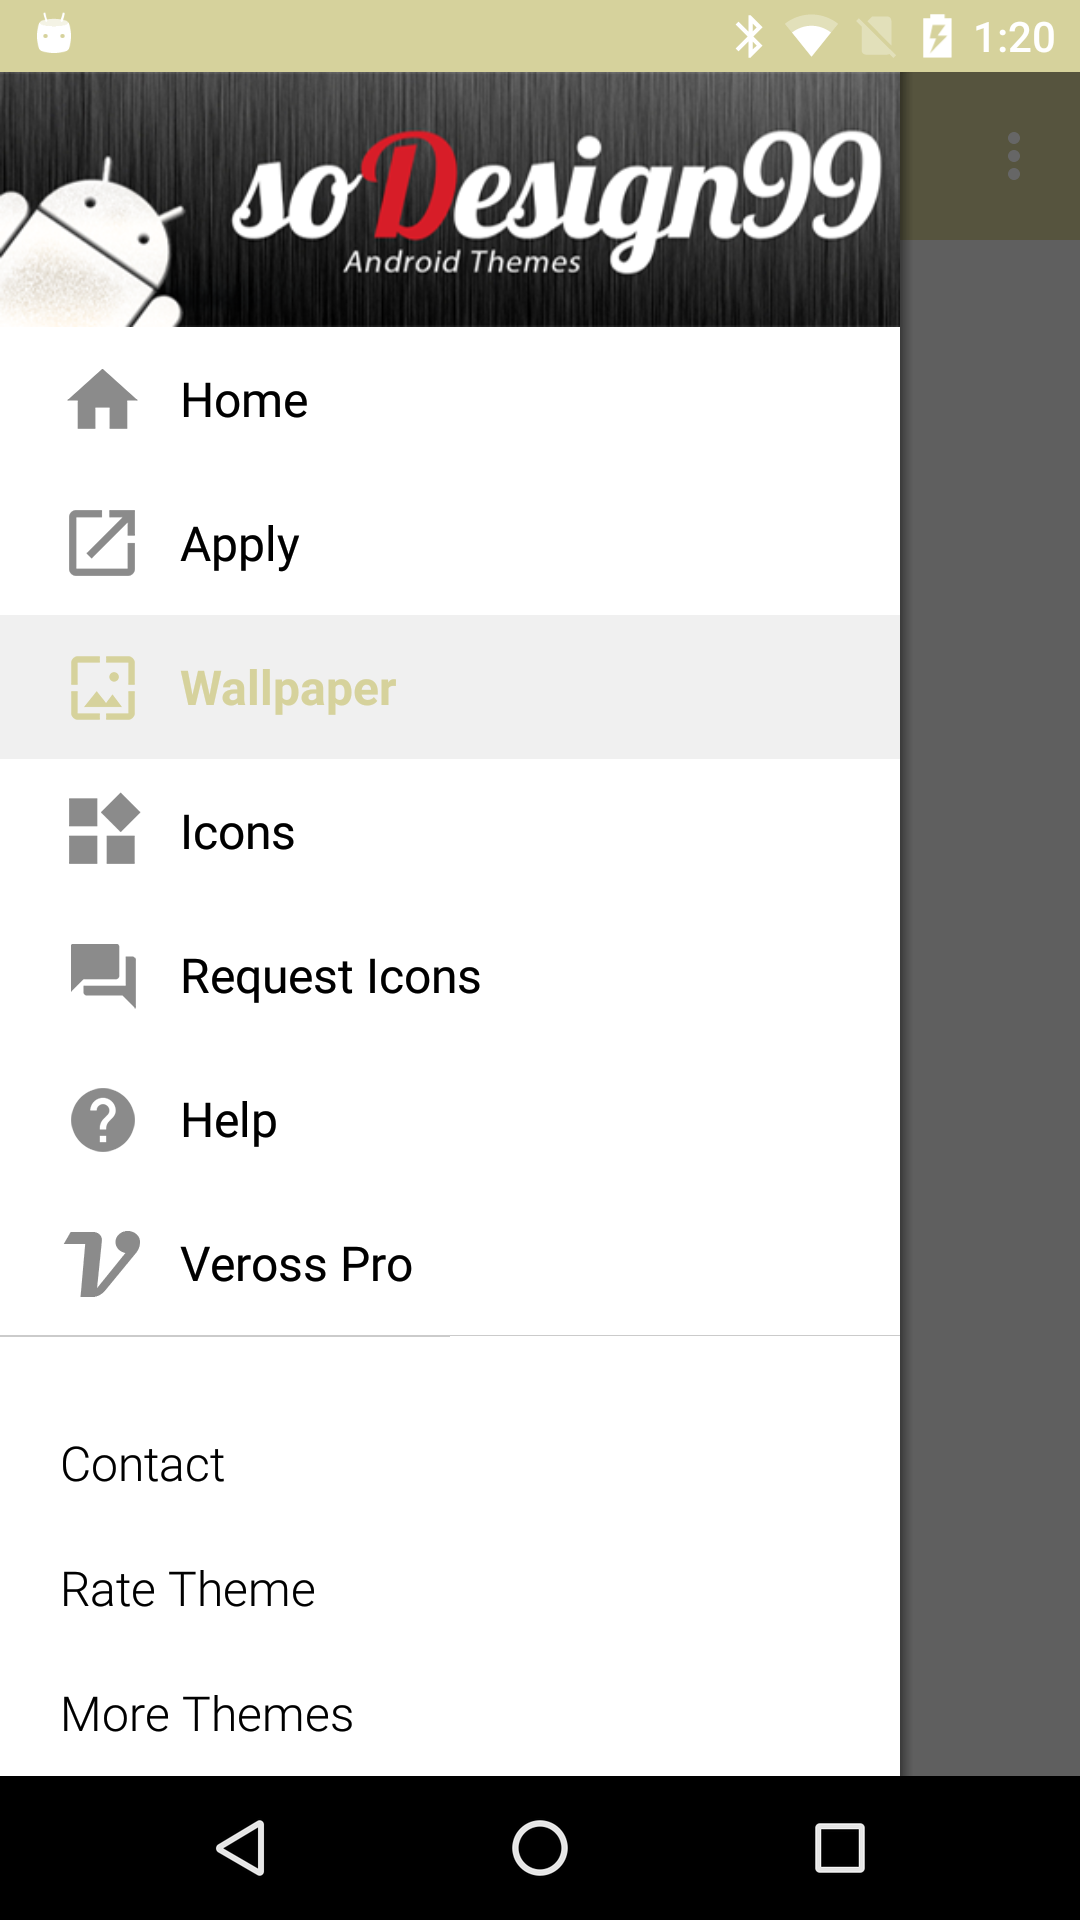 1:20
soDesign99
Android Themes
Home
Apply
Wallpaper
Icons
Request Icons
Help
Veross Pro
Contact
Rate Theme
More Themes